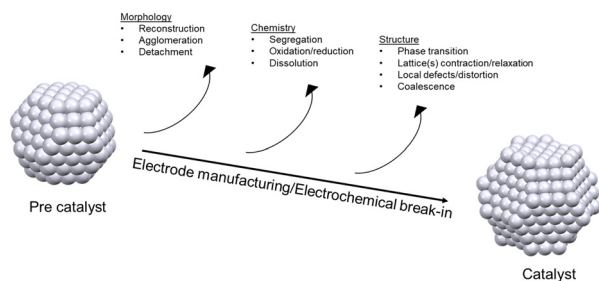 Morphology
• Reconstruction
• Agglomeration
• Detachment
Chemistry
• Segregation
• Oxidation/reduction
• Dissolution
Structure
• Phase transition
• Lattice(s) contraction/relaxation
• Local defects/distortion
• Coalescence
Electrode manufacturing/Electrochemical break-in
Pre catalyst
Catalyst